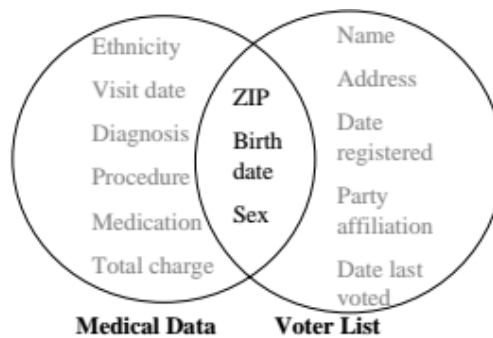 Ethnicity
Visit date
Diagnosis
Procedure
Medication
Total charge
ZIP
Birth
date
Sex
Name
Address
Date
registered
Party
affiliation
Date last
voted
Medical Data
Voter List